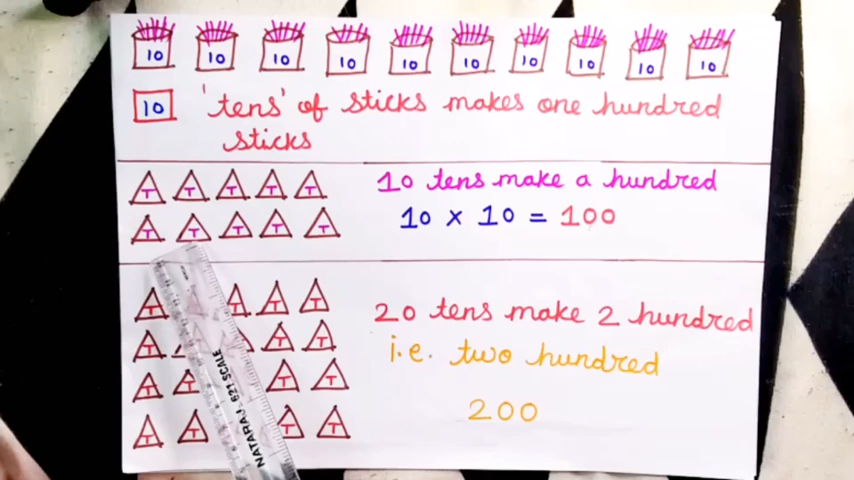 10 10 10 10 10 10 10 10 10 10
10 'tens' of sticks makes one hundred
sticks
T T T T T
10 tens make a hundred
T T T T T
10 x 10 = 100
T T T T
20 tens make 2 hundred
T T T
i.e. two hundred
T T T T
T T T T
200
NATARAJ 621 SCALE